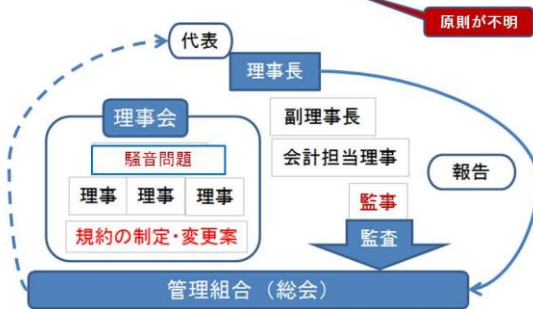 原則が不明
代表
理事長
理事会
副理事長
騒音問題
会計担当理事
報告
理事 理事 理事
監事
規約の制定・変更案
監査
管理組合（総会）